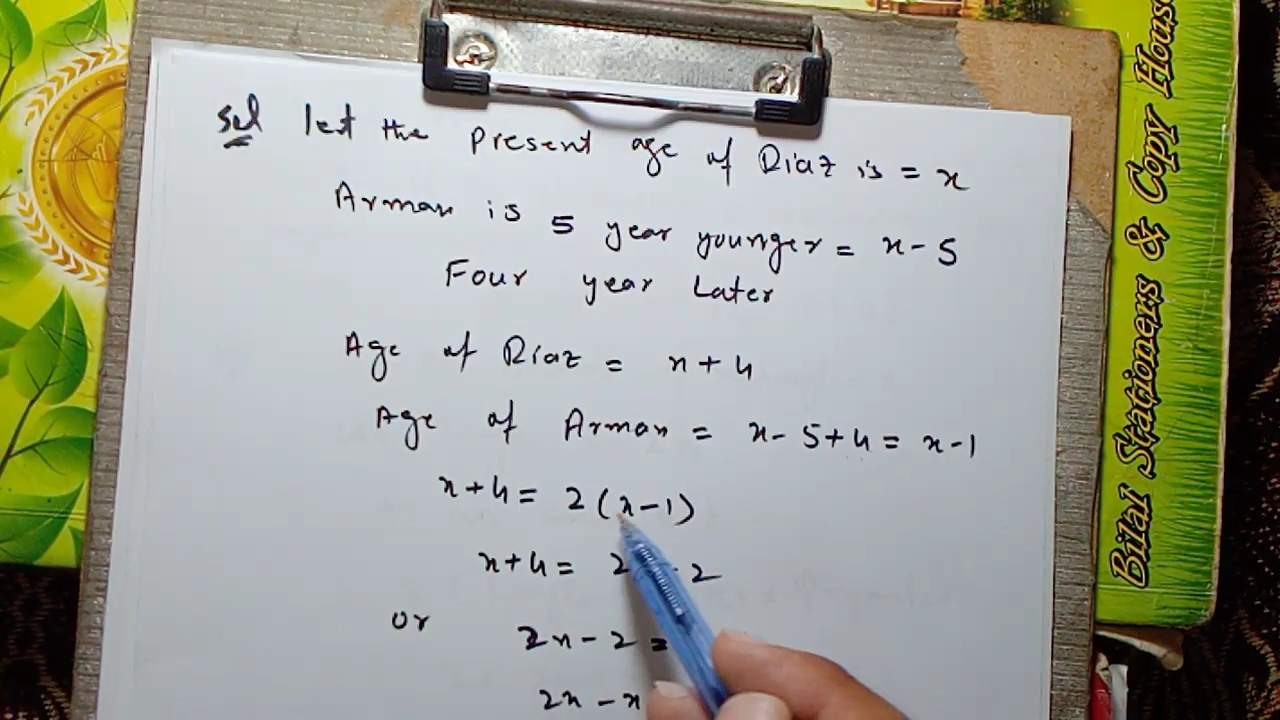 Sol let the present age of Riaz is = x
Arman is 5 year younger = x - 5
Four year Later
Age of Riaz = x + 4
Age of Arman = x - 5 + 4 = x - 1
x + 4 = 2 (x - 1)
x + 4 = 2 - 2
or 2x - 2 =
2x - x
Bilal Stationers & Copy House